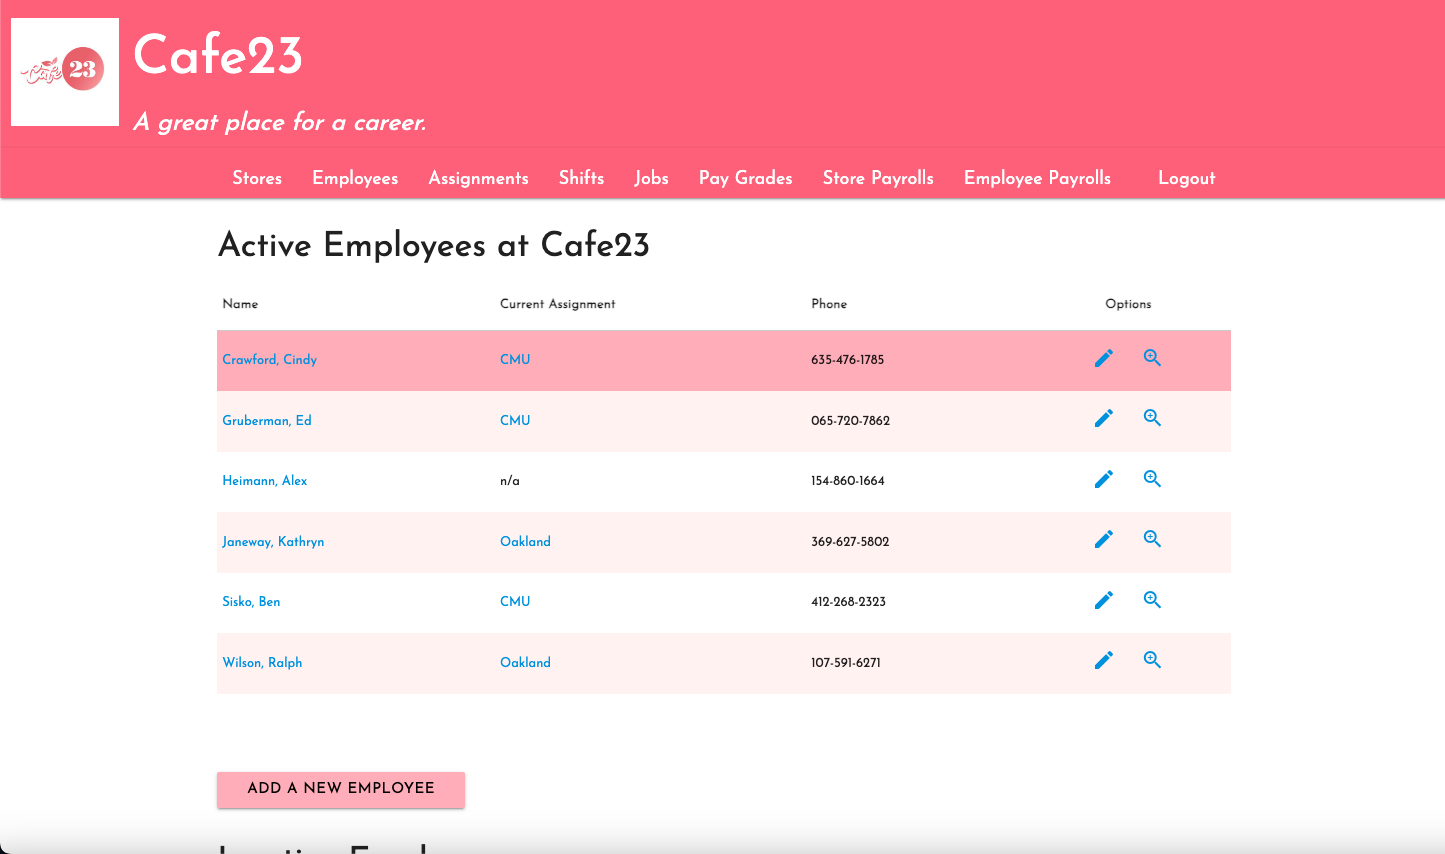 Cafe 23
Cafe23
A great place for a career.
Stores Employees Assignments Shifts Jobs Pay Grades Store Payrolls Employee Payrolls Logout
Active Employees at Cafe23
Name Current Assignment Phone Options
Crawford, Cindy CMU 635-476-1785
Gruberman, Ed CMU 065-720-7862
Heimann, Alex n/a 154-860-1664
Janeway, Kathryn Oakland 369-627-5802
Sisko, Ben CMU 412-268-2323
Wilson, Ralph Oakland 107-591-6271
ADD A NEW EMPLOYEE